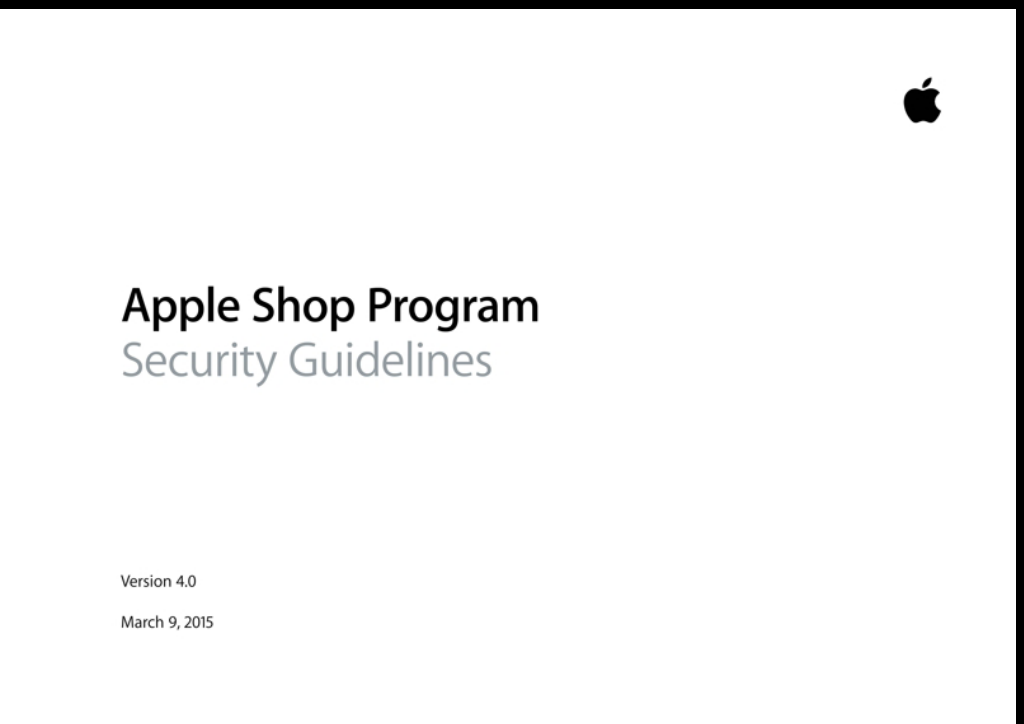 Apple Shop Program
Security Guidelines
Version 4.0
March 9, 2015